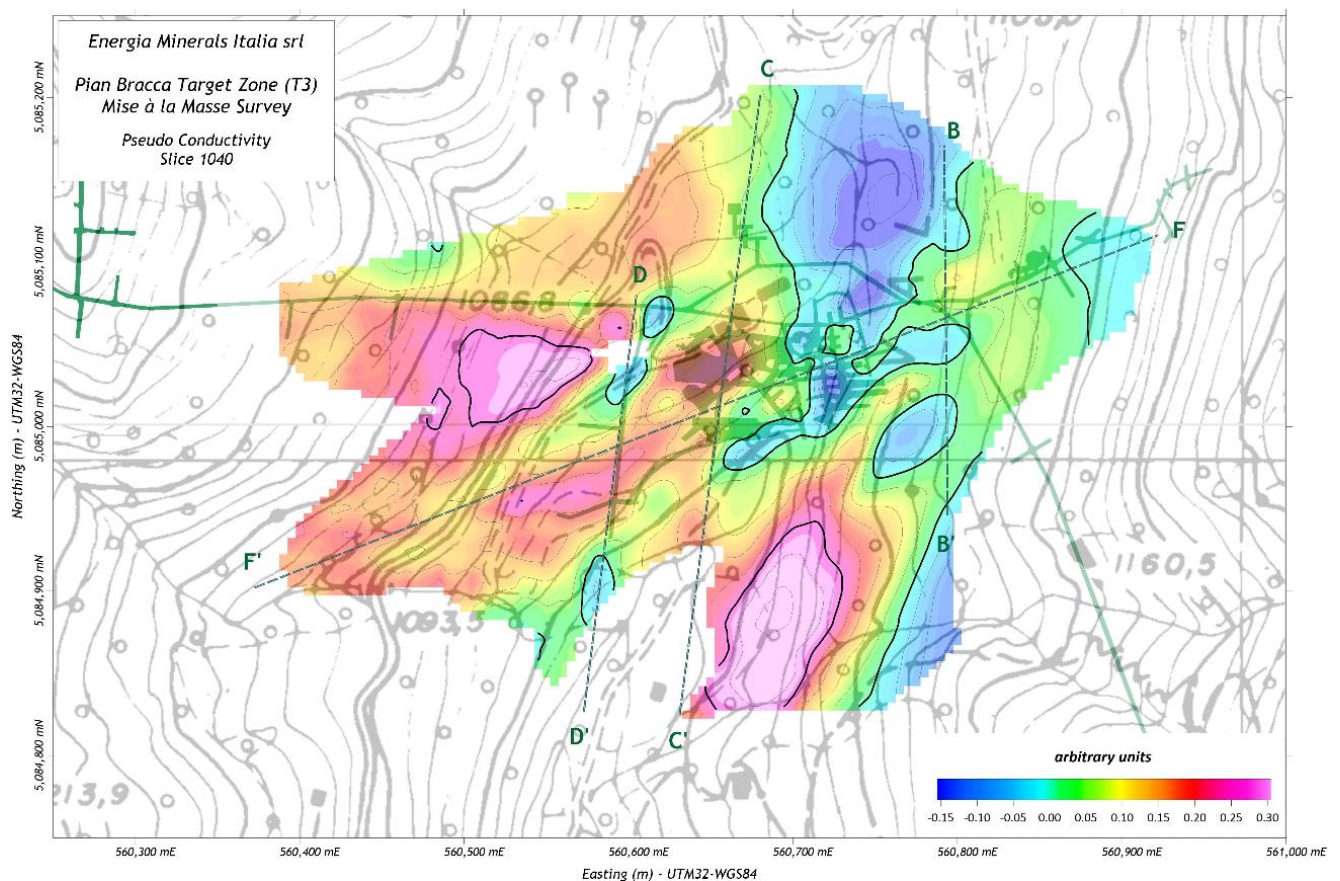 Energia Minerals Italia srl
Pian Bracca Target Zone (T3)
Mise à la Masse Survey
Pseudo Conductivity
Slice 1040
5,085,200 mN
5,085,100 mN
5,085,000 mN
5,084,900 mN
5,084,800 mN
Northing (m) - UTM32-WGS84
C
B
F
D
1086,8
F'
B'
1160,5
1093,5
D'
C'
213,9
arbitrary units
-0.15 -0.10 -0.05 0.00 0.05 0.10 0.15 0.20 0.25 0.30
560,300 mE 560,400 mE 560,500 mE 560,600 mE 560,700 mE 560,800 mE 560,900 mE 561,000 mE
Easting (m) - UTM32-WGS84